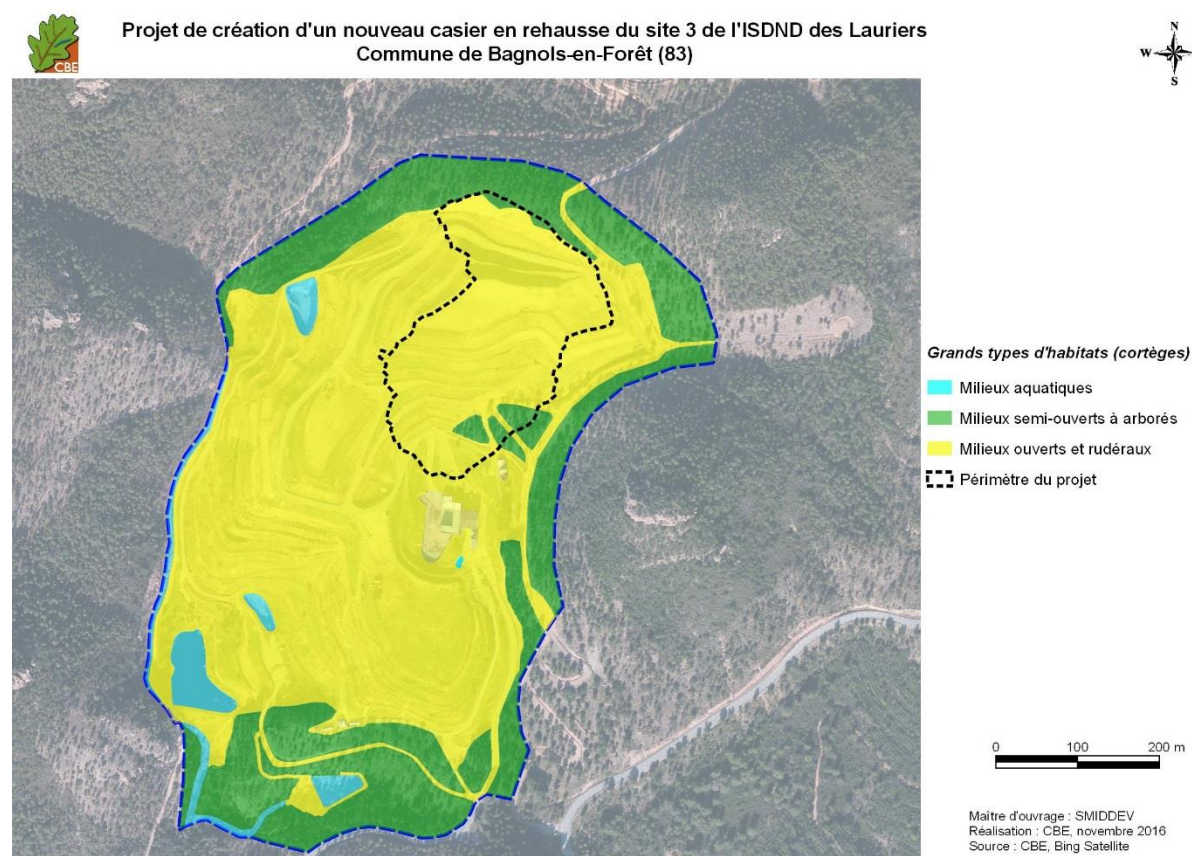 Projet de création d'un nouveau casier en rehausse du site 3 de l'ISDND des Lauriers
Commune de Bagnols-en-Forêt (83)
CBE
N
W
S
Grands types d'habitats (cortèges)
Milieux aquatiques
Milieux semi-ouverts à arborés
Milieux ouverts et rudéraux
Périmètre du projet
0 100 200 m
Maître d'ouvrage : SMIDDEV
Réalisation : CBE, novembre 2016
Source : CBE, Bing Satellite